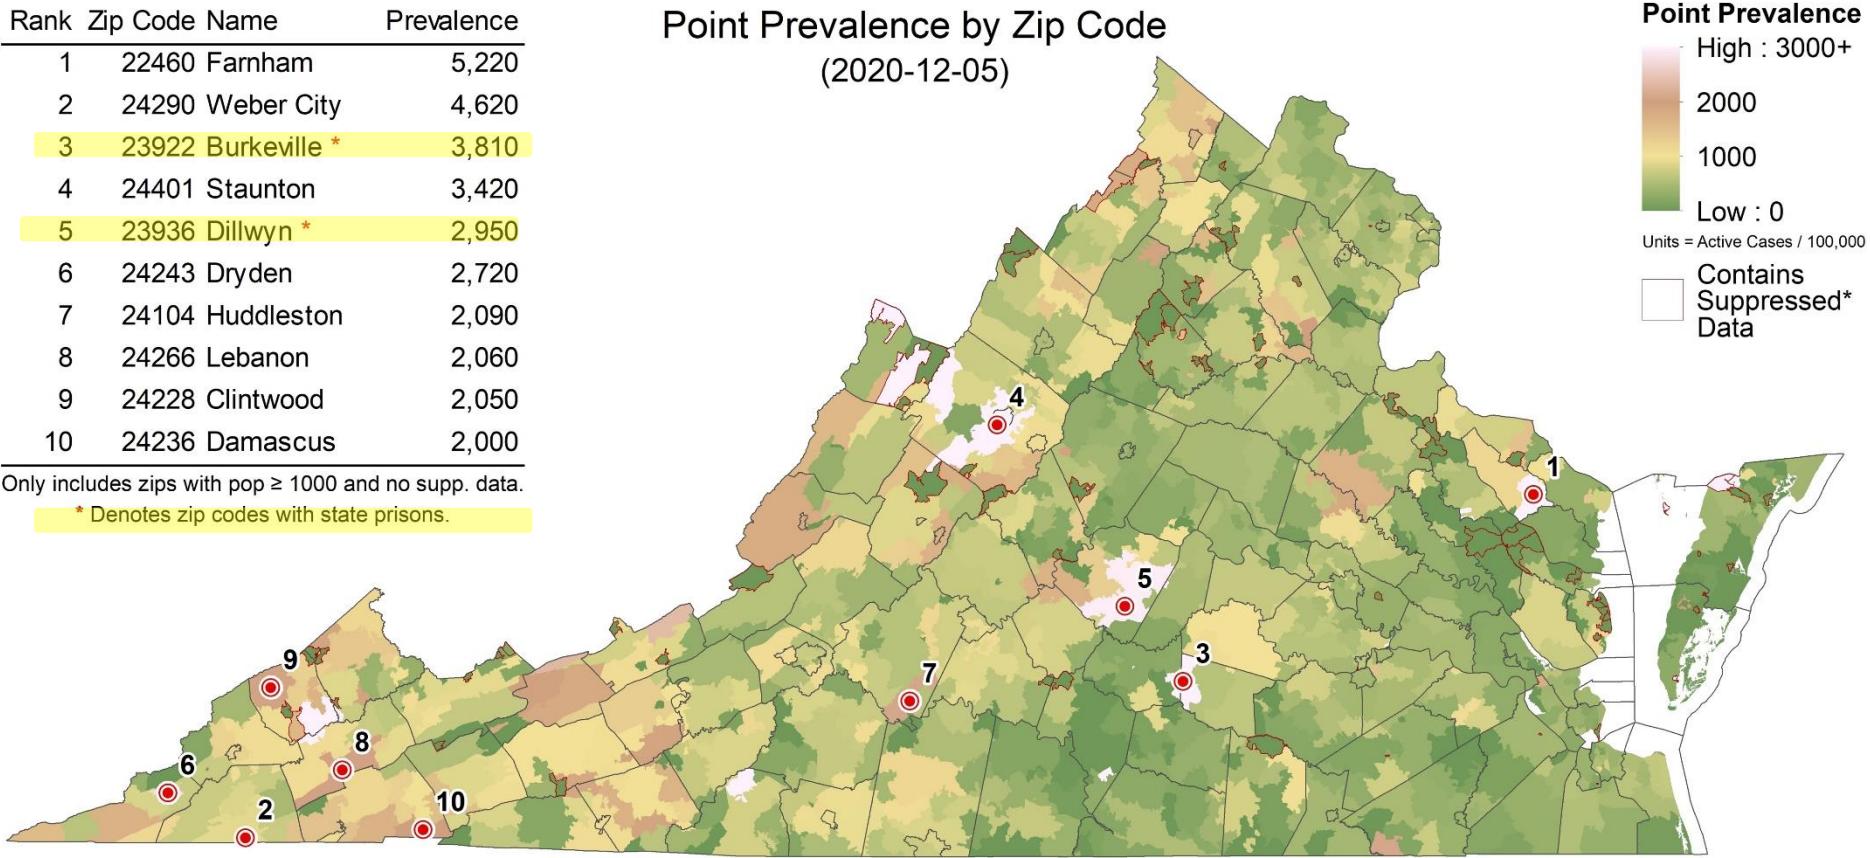 Point Prevalence by Zip Code
(2020-12-05)
Rank Zip Code Name Prevalence
1 22460 Farnham 5,220
2 24290 Weber City 4,620
3 23922 Burkeville * 3,810
4 24401 Staunton 3,420
5 23936 Dillwyn * 2,950
6 24243 Dryden 2,720
7 24104 Huddleston 2,090
8 24266 Lebanon 2,060
9 24228 Clintwood 2,050
10 24236 Damascus 2,000
Only includes zips with pop ≥ 1000 and no supp. data.
* Denotes zip codes with state prisons.
Point Prevalence
High : 3000+
2000
1000
Low : 0
Units = Active Cases / 100,000
Contains
Suppressed*
Data
4
1
5
3
9
7
8
6
10
2